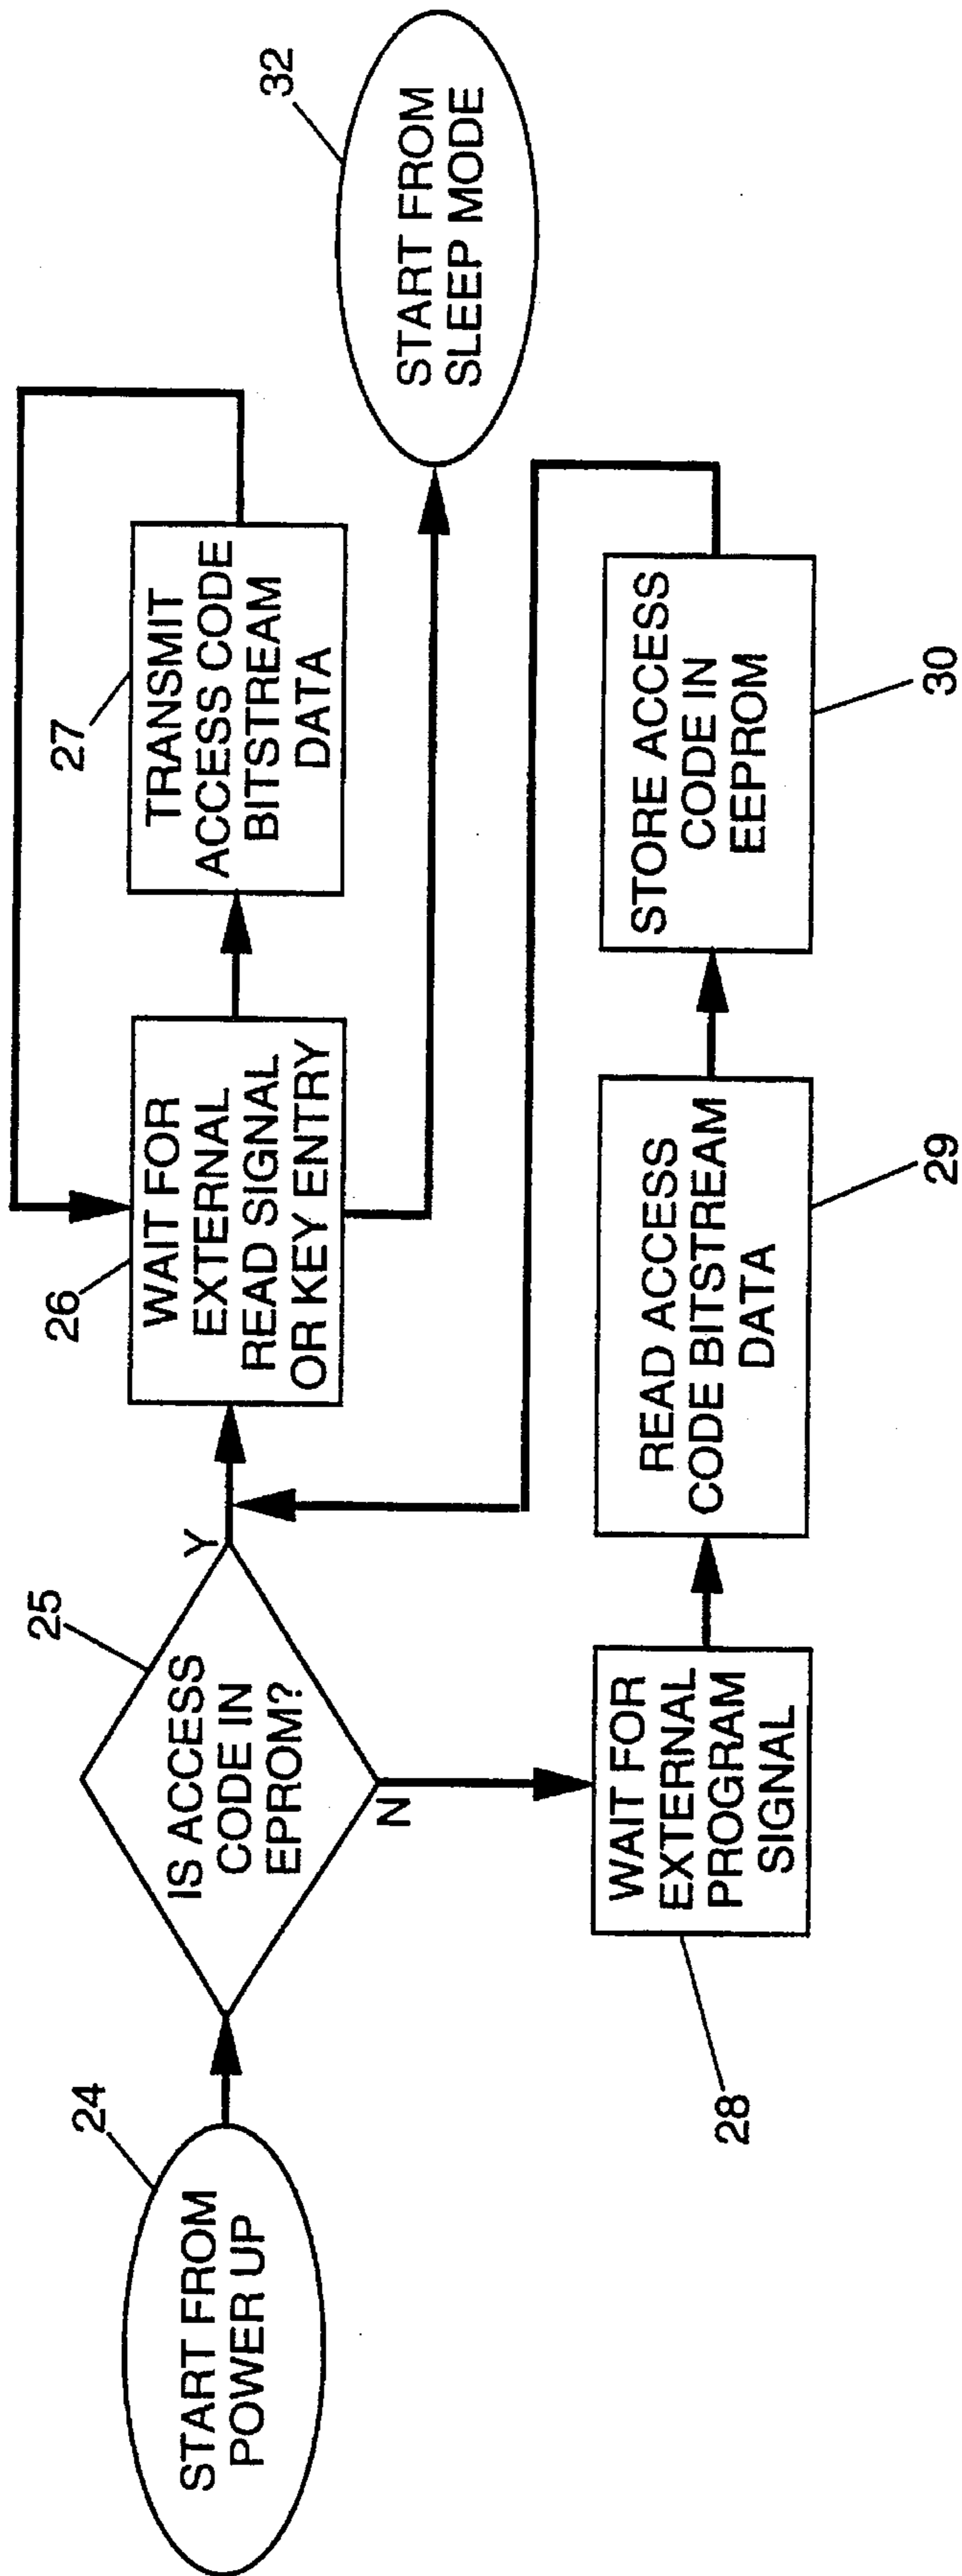 24
START FROM
POWER UP
25
IS ACCESS
CODE IN
EPROM?
Y
N
26
WAIT FOR
EXTERNAL
READ SIGNAL
OR KEY ENTRY
27
TRANSMIT
ACCESS CODE
BITSTREAM
DATA
32
START FROM
SLEEP MODE
28
WAIT FOR
EXTERNAL
PROGRAM
SIGNAL
29
READ ACCESS
CODE BITSTREAM
DATA
30
STORE ACCESS
CODE IN
EEPROM